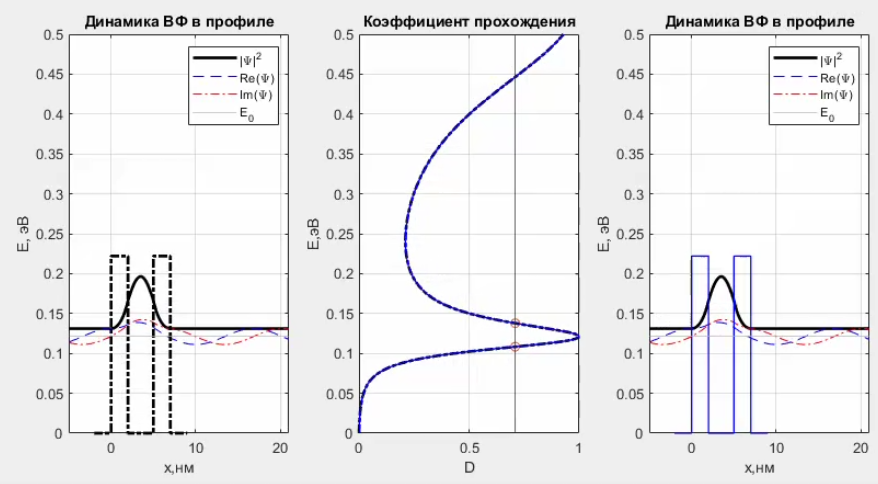 Динамика ВФ в профиле
0.5
0.45
0.4
0.35
0.3
0.25
0.2
0.15
0.1
0.05
0
E, эВ
|Ψ|²
Re(Ψ)
Im(Ψ)
E₀
0
10
20
x,нм
Коэффициент прохождения
0.5
0.45
0.4
0.35
0.3
0.25
0.2
0.15
0.1
0.05
0
E,эВ
0
0.5
1
D
Динамика ВФ в профиле
0.5
0.45
0.4
0.35
0.3
0.25
0.2
0.15
0.1
0.05
0
E, эВ
|Ψ|²
Re(Ψ)
Im(Ψ)
E₀
0
10
20
x,нм